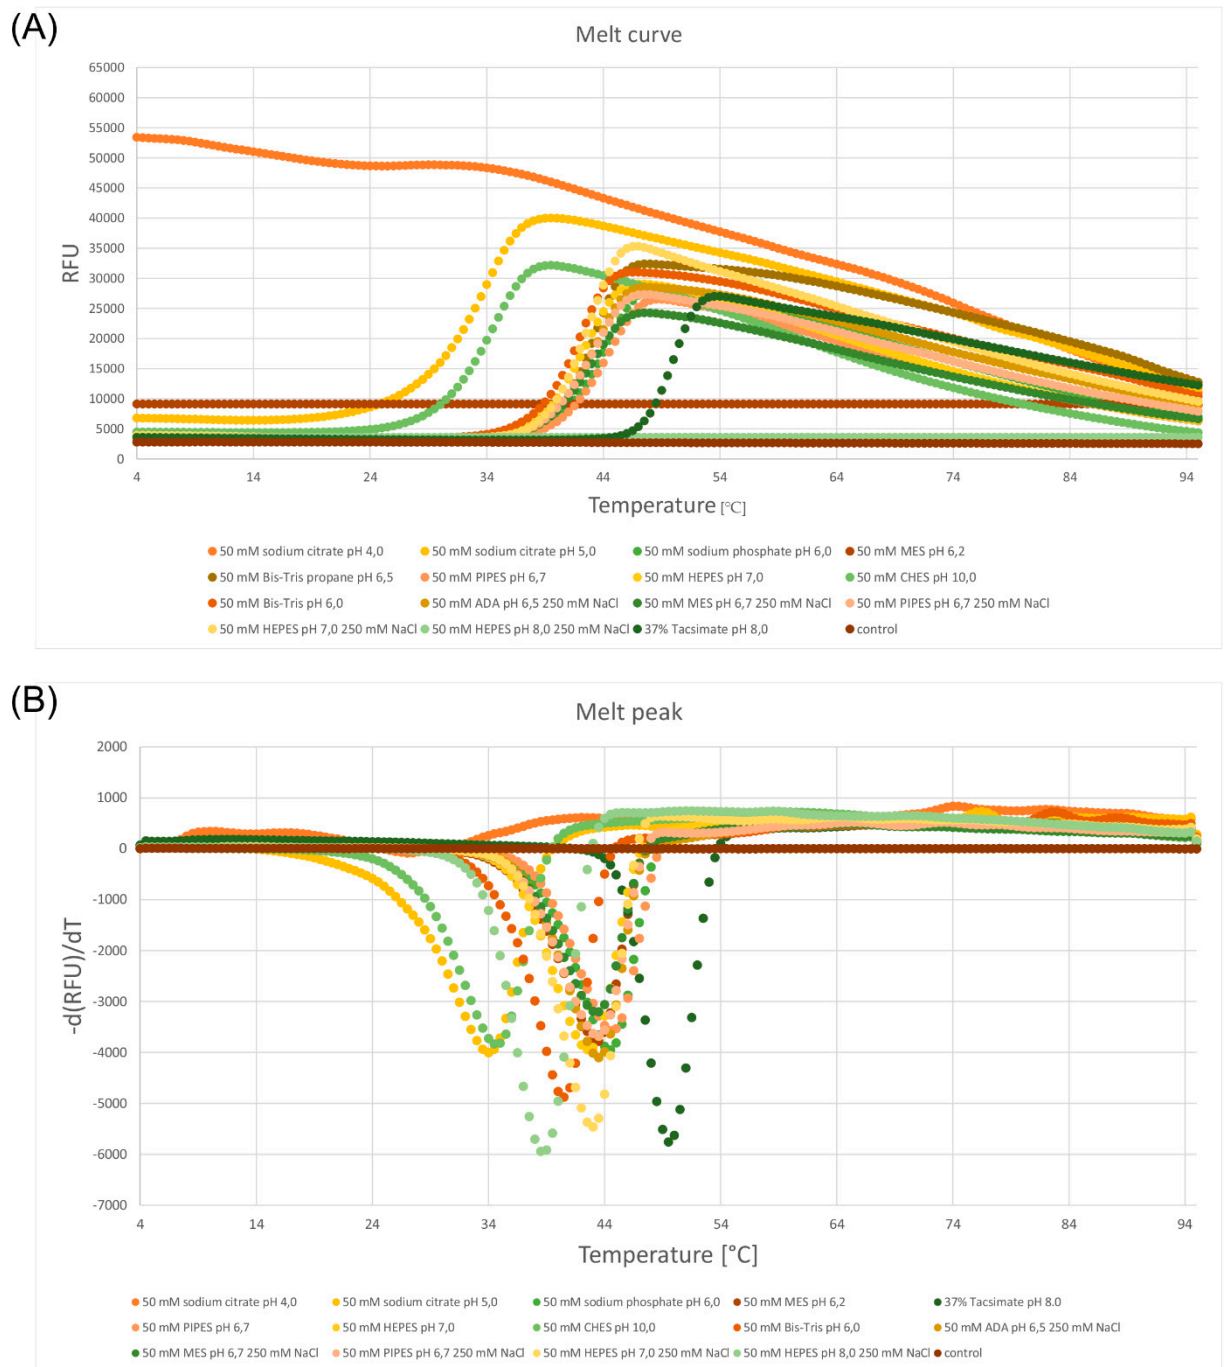 (A)
Melt curve
65000
60000
55000
50000
45000
40000
35000
30000
25000
20000
15000
10000
5000
0
RFU
4 14 24 34 44 54 64 74 84 94
Temperature [°C]
50 mM sodium citrate pH 4,0 50 mM sodium citrate pH 5,0 50 mM sodium phosphate pH 6,0 50 mM MES pH 6,2
50 mM Bis-Tris propane pH 6,5 50 mM PIPES pH 6,7 50 mM HEPES pH 7,0 50 mM CHES pH 10,0
50 mM Bis-Tris pH 6,0 50 mM ADA pH 6,5 250 mM NaCl 50 mM MES pH 6,7 250 mM NaCl 50 mM PIPES pH 6,7 250 mM NaCl
50 mM HEPES pH 7,0 250 mM NaCl 50 mM HEPES pH 8,0 250 mM NaCl 37% Tacsimate pH 8,0 control
(B)
Melt peak
2000
1000
0
-1000
-2000
-3000
-4000
-5000
-6000
-7000
-d(RFU)/dT
4 14 24 34 44 54 64 74 84 94
Temperature [°C]
50 mM sodium citrate pH 4,0 50 mM sodium citrate pH 5,0 50 mM sodium phosphate pH 6,0 50 mM MES pH 6,2 37% Tacsimate pH 8.0
50 mM PIPES pH 6,7 50 mM HEPES pH 7,0 50 mM CHES pH 10,0 50 mM Bis-Tris pH 6,0 50 mM ADA pH 6,5 250 mM NaCl
50 mM MES pH 6,7 250 mM NaCl 50 mM PIPES pH 6,7 250 mM NaCl 50 mM HEPES pH 7,0 250 mM NaCl 50 mM HEPES pH 8,0 250 mM NaCl control